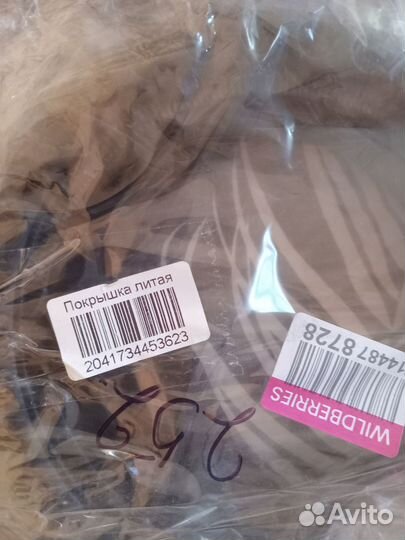 Покрышка литая
2041734453623
14487 8728
WILDBERRIES
252
Avito